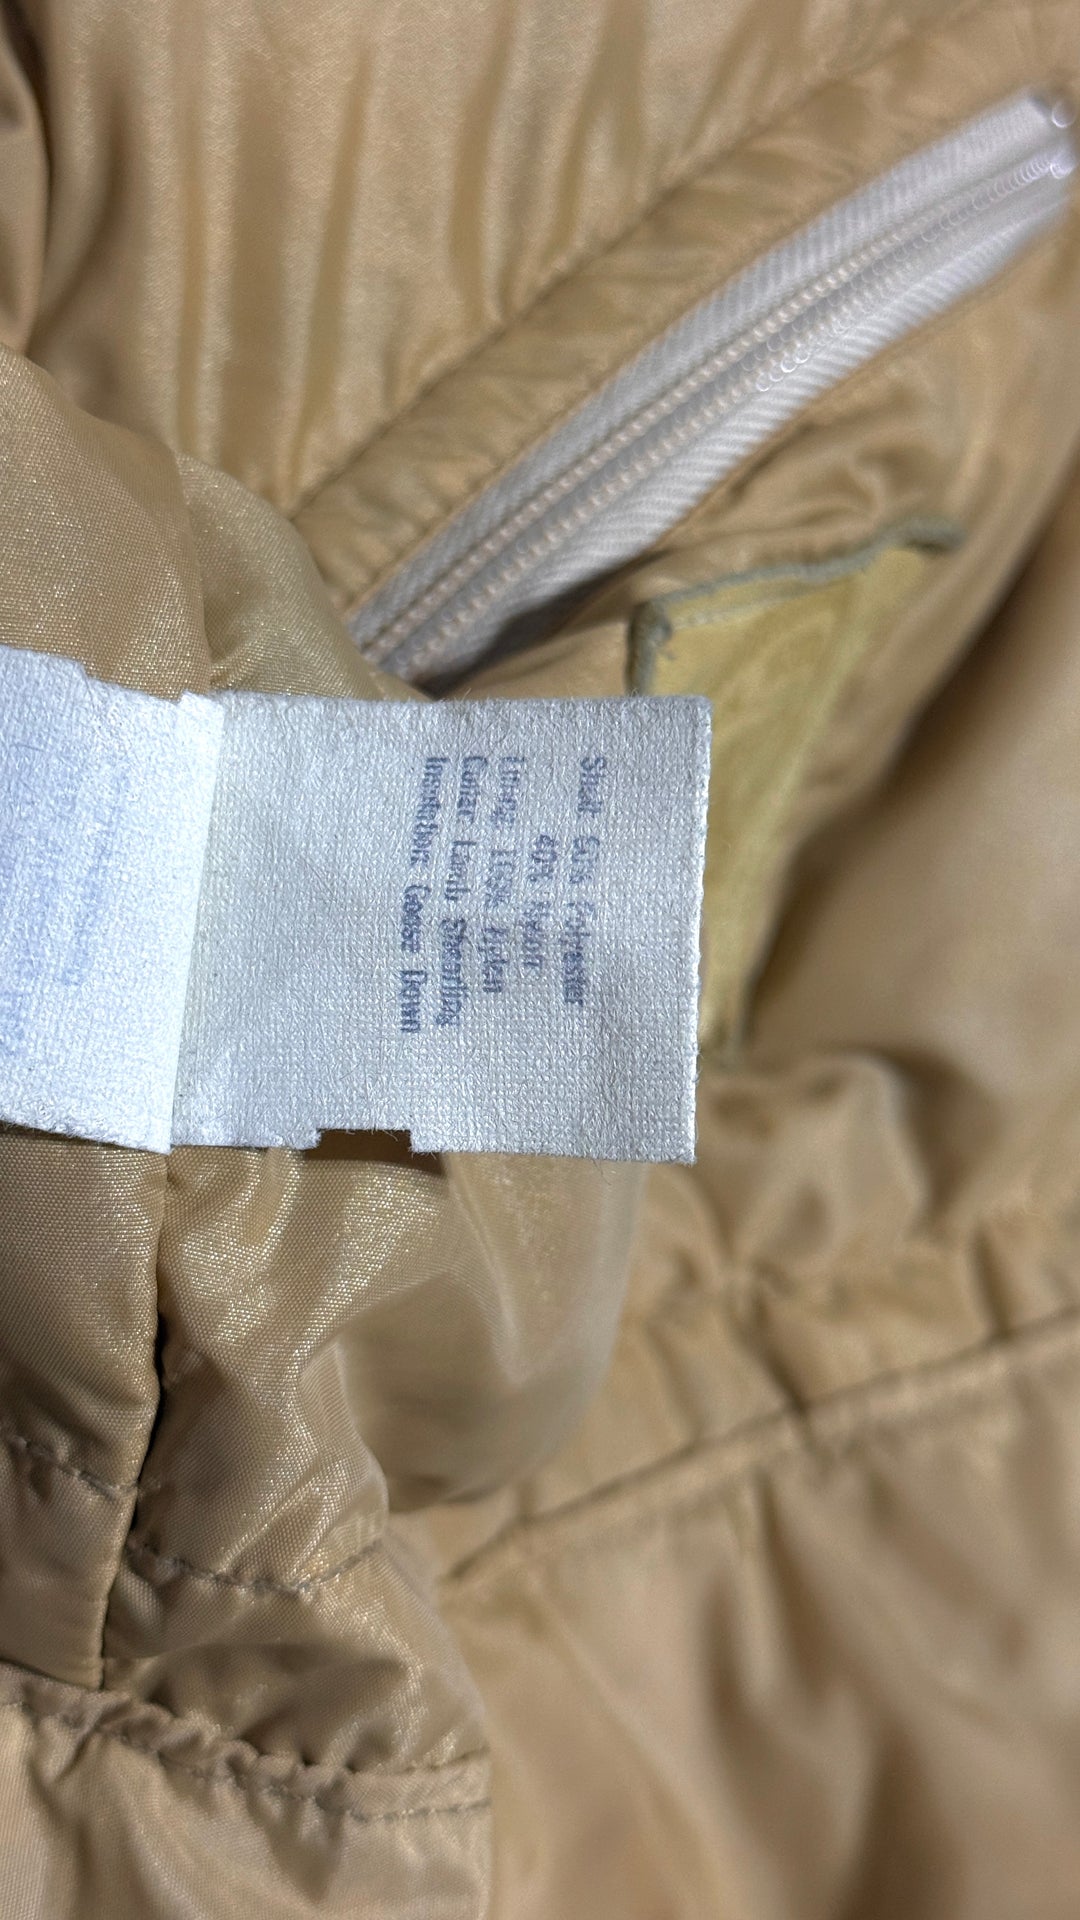 Shell: 60% Polyester
40% Nylon
Lining: 100% Nylon
Collar: Lamb Shearling
Insulation: Goose Down